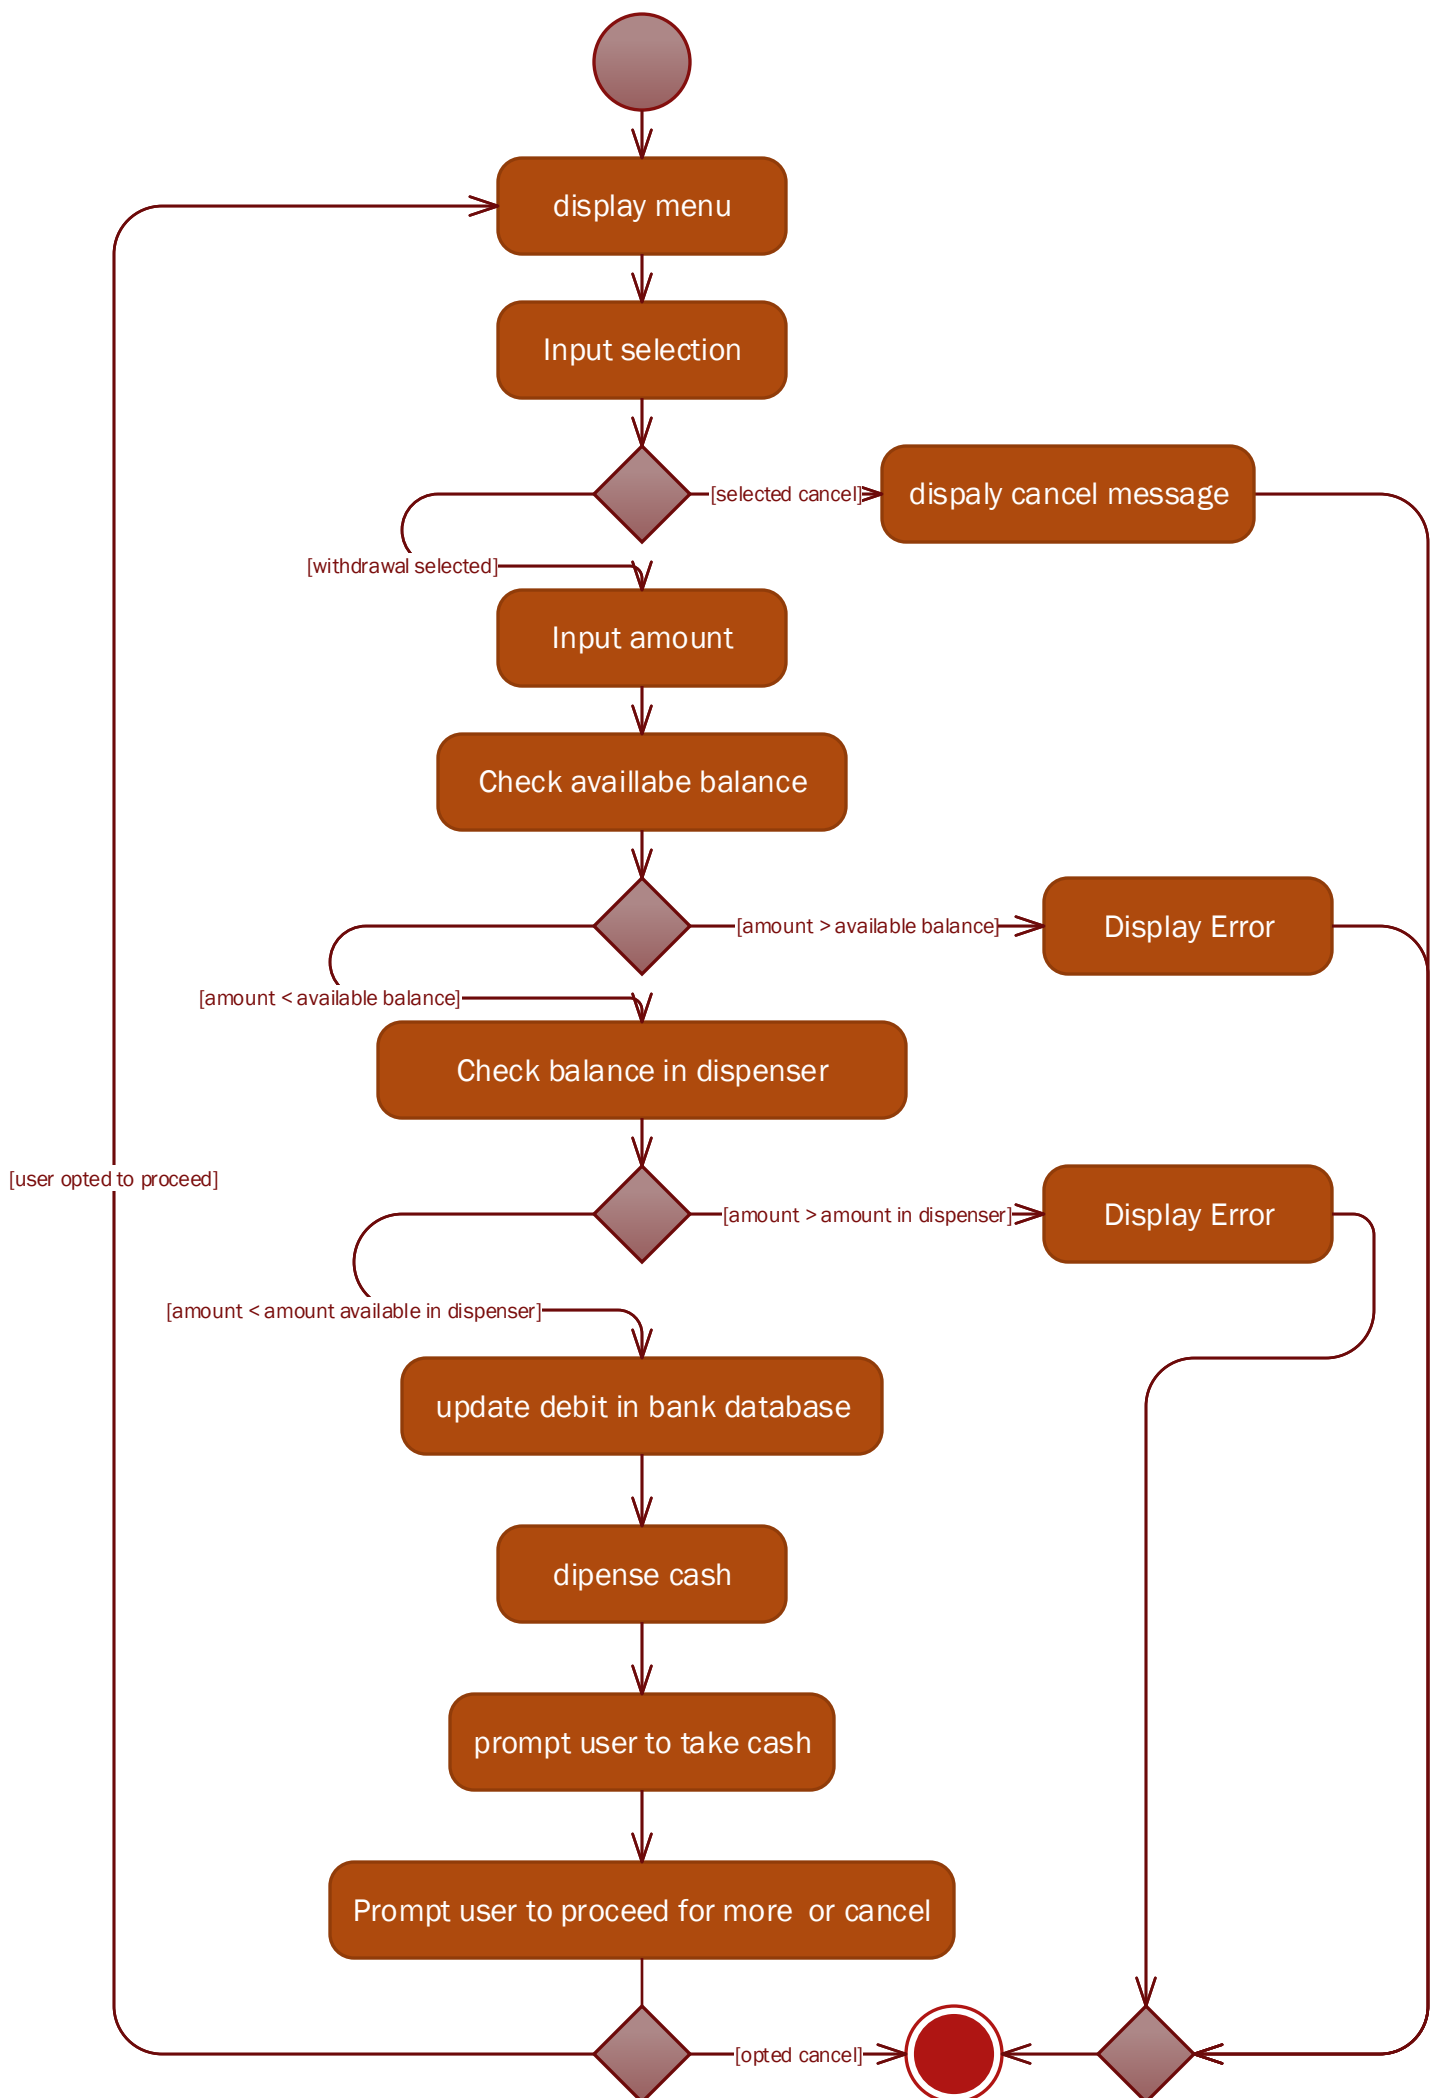 display menu
Input selection
[selected cancel]
dispaly cancel message
[withdrawal selected]
Input amount
Check availlabe balance
[amount > available balance]
Display Error
[amount < available balance]
Check balance in dispenser
[user opted to proceed]
[amount > amount in dispenser]
Display Error
[amount < amount available in dispenser]
update debit in bank database
dipense cash
prompt user to take cash
Prompt user to proceed for more  or cancel
[opted cancel]